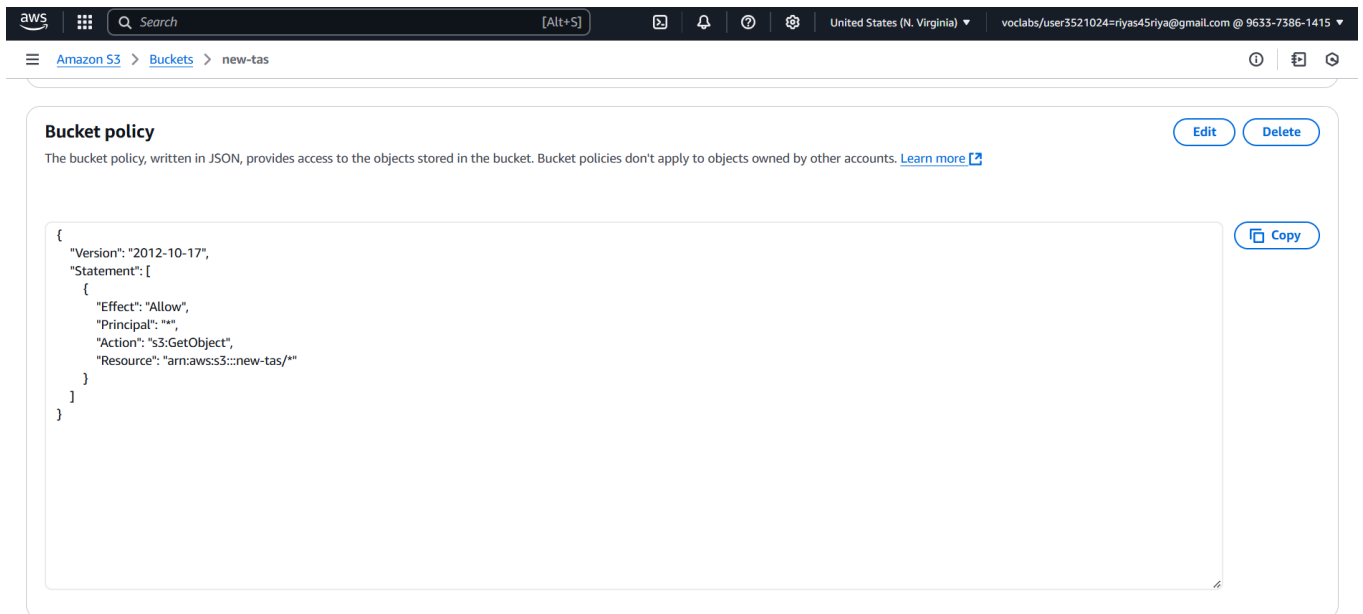 aws
Search [Alt+S] United States (N. Virginia) ▼ voclabs/user3521024=riyas45riya@gmail.com @ 9633-7386-1415 ▼
Amazon S3 > Buckets > new-tas
Bucket policy
Edit Delete
The bucket policy, written in JSON, provides access to the objects stored in the bucket. Bucket policies don't apply to objects owned by other accounts. Learn more
Copy
{
  "Version": "2012-10-17",
  "Statement": [
    {
      "Effect": "Allow",
      "Principal": "*",
      "Action": "s3:GetObject",
      "Resource": "arn:aws:s3:::new-tas/*"
    }
  ]
}